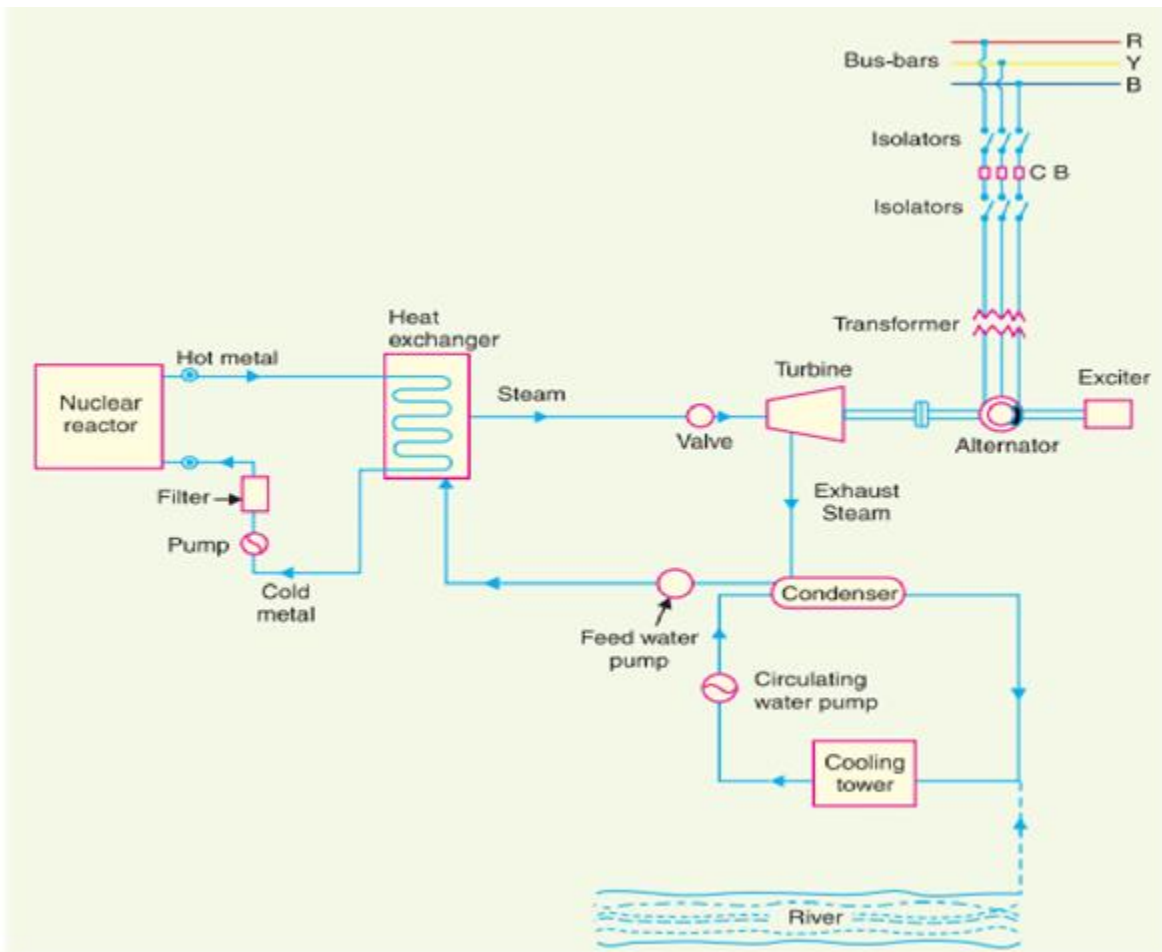 R
Bus-bars
Y
B
Isolators
C B
Isolators
Transformer
Heat
exchanger
Hot metal
Turbine
Exciter
Nuclear
reactor
Steam
Valve
Alternator
Filter
Exhaust
Steam
Pump
Cold
metal
Condenser
Feed water
pump
Circulating
water pump
Cooling
tower
River